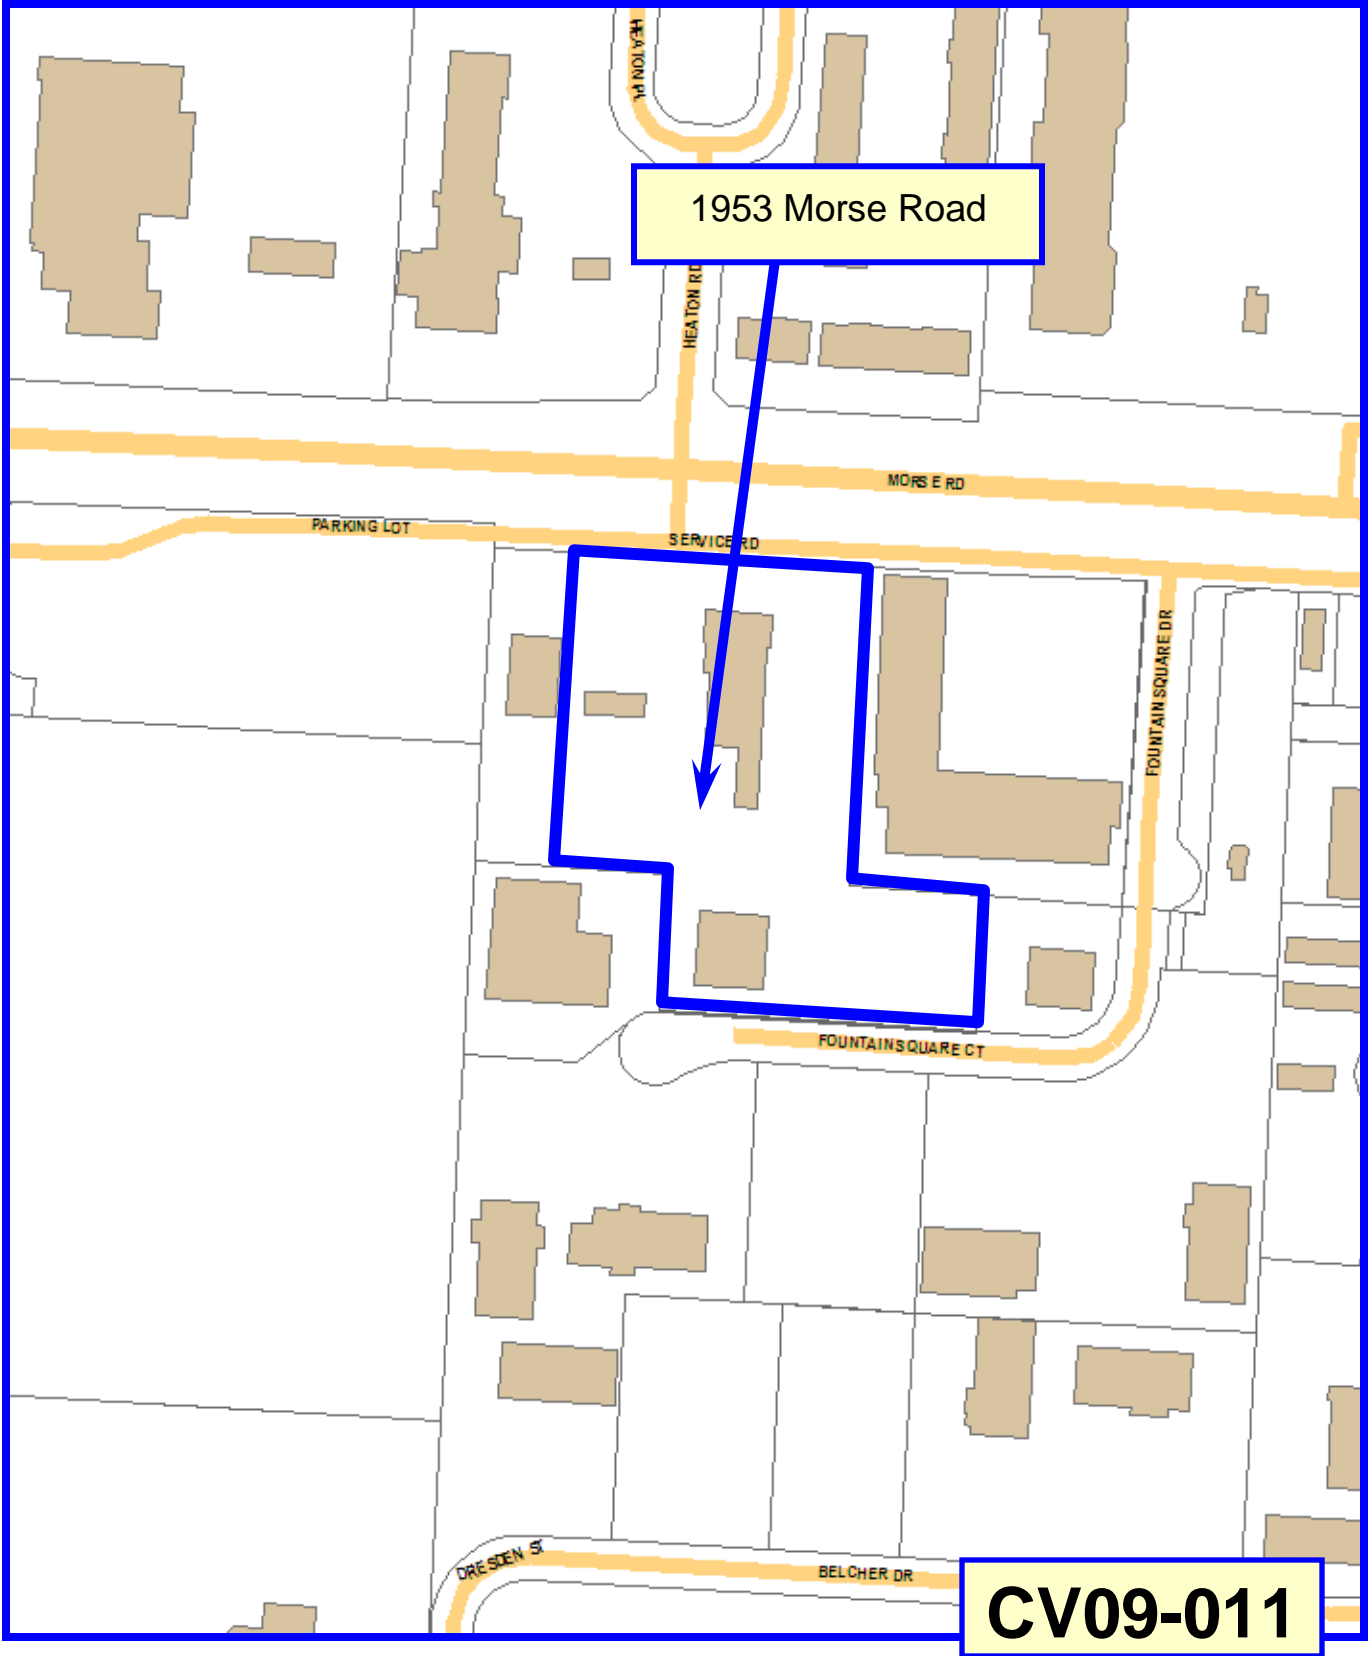 HEATON PL
1953 Morse Road
HEATON RD
MORSE RD
PARKING LOT
SERVICE RD
FOUNTAIN SQUARE DR
FOUNTAIN SQUARE CT
DRESDEN ST
BELCHER DR
CV09-011